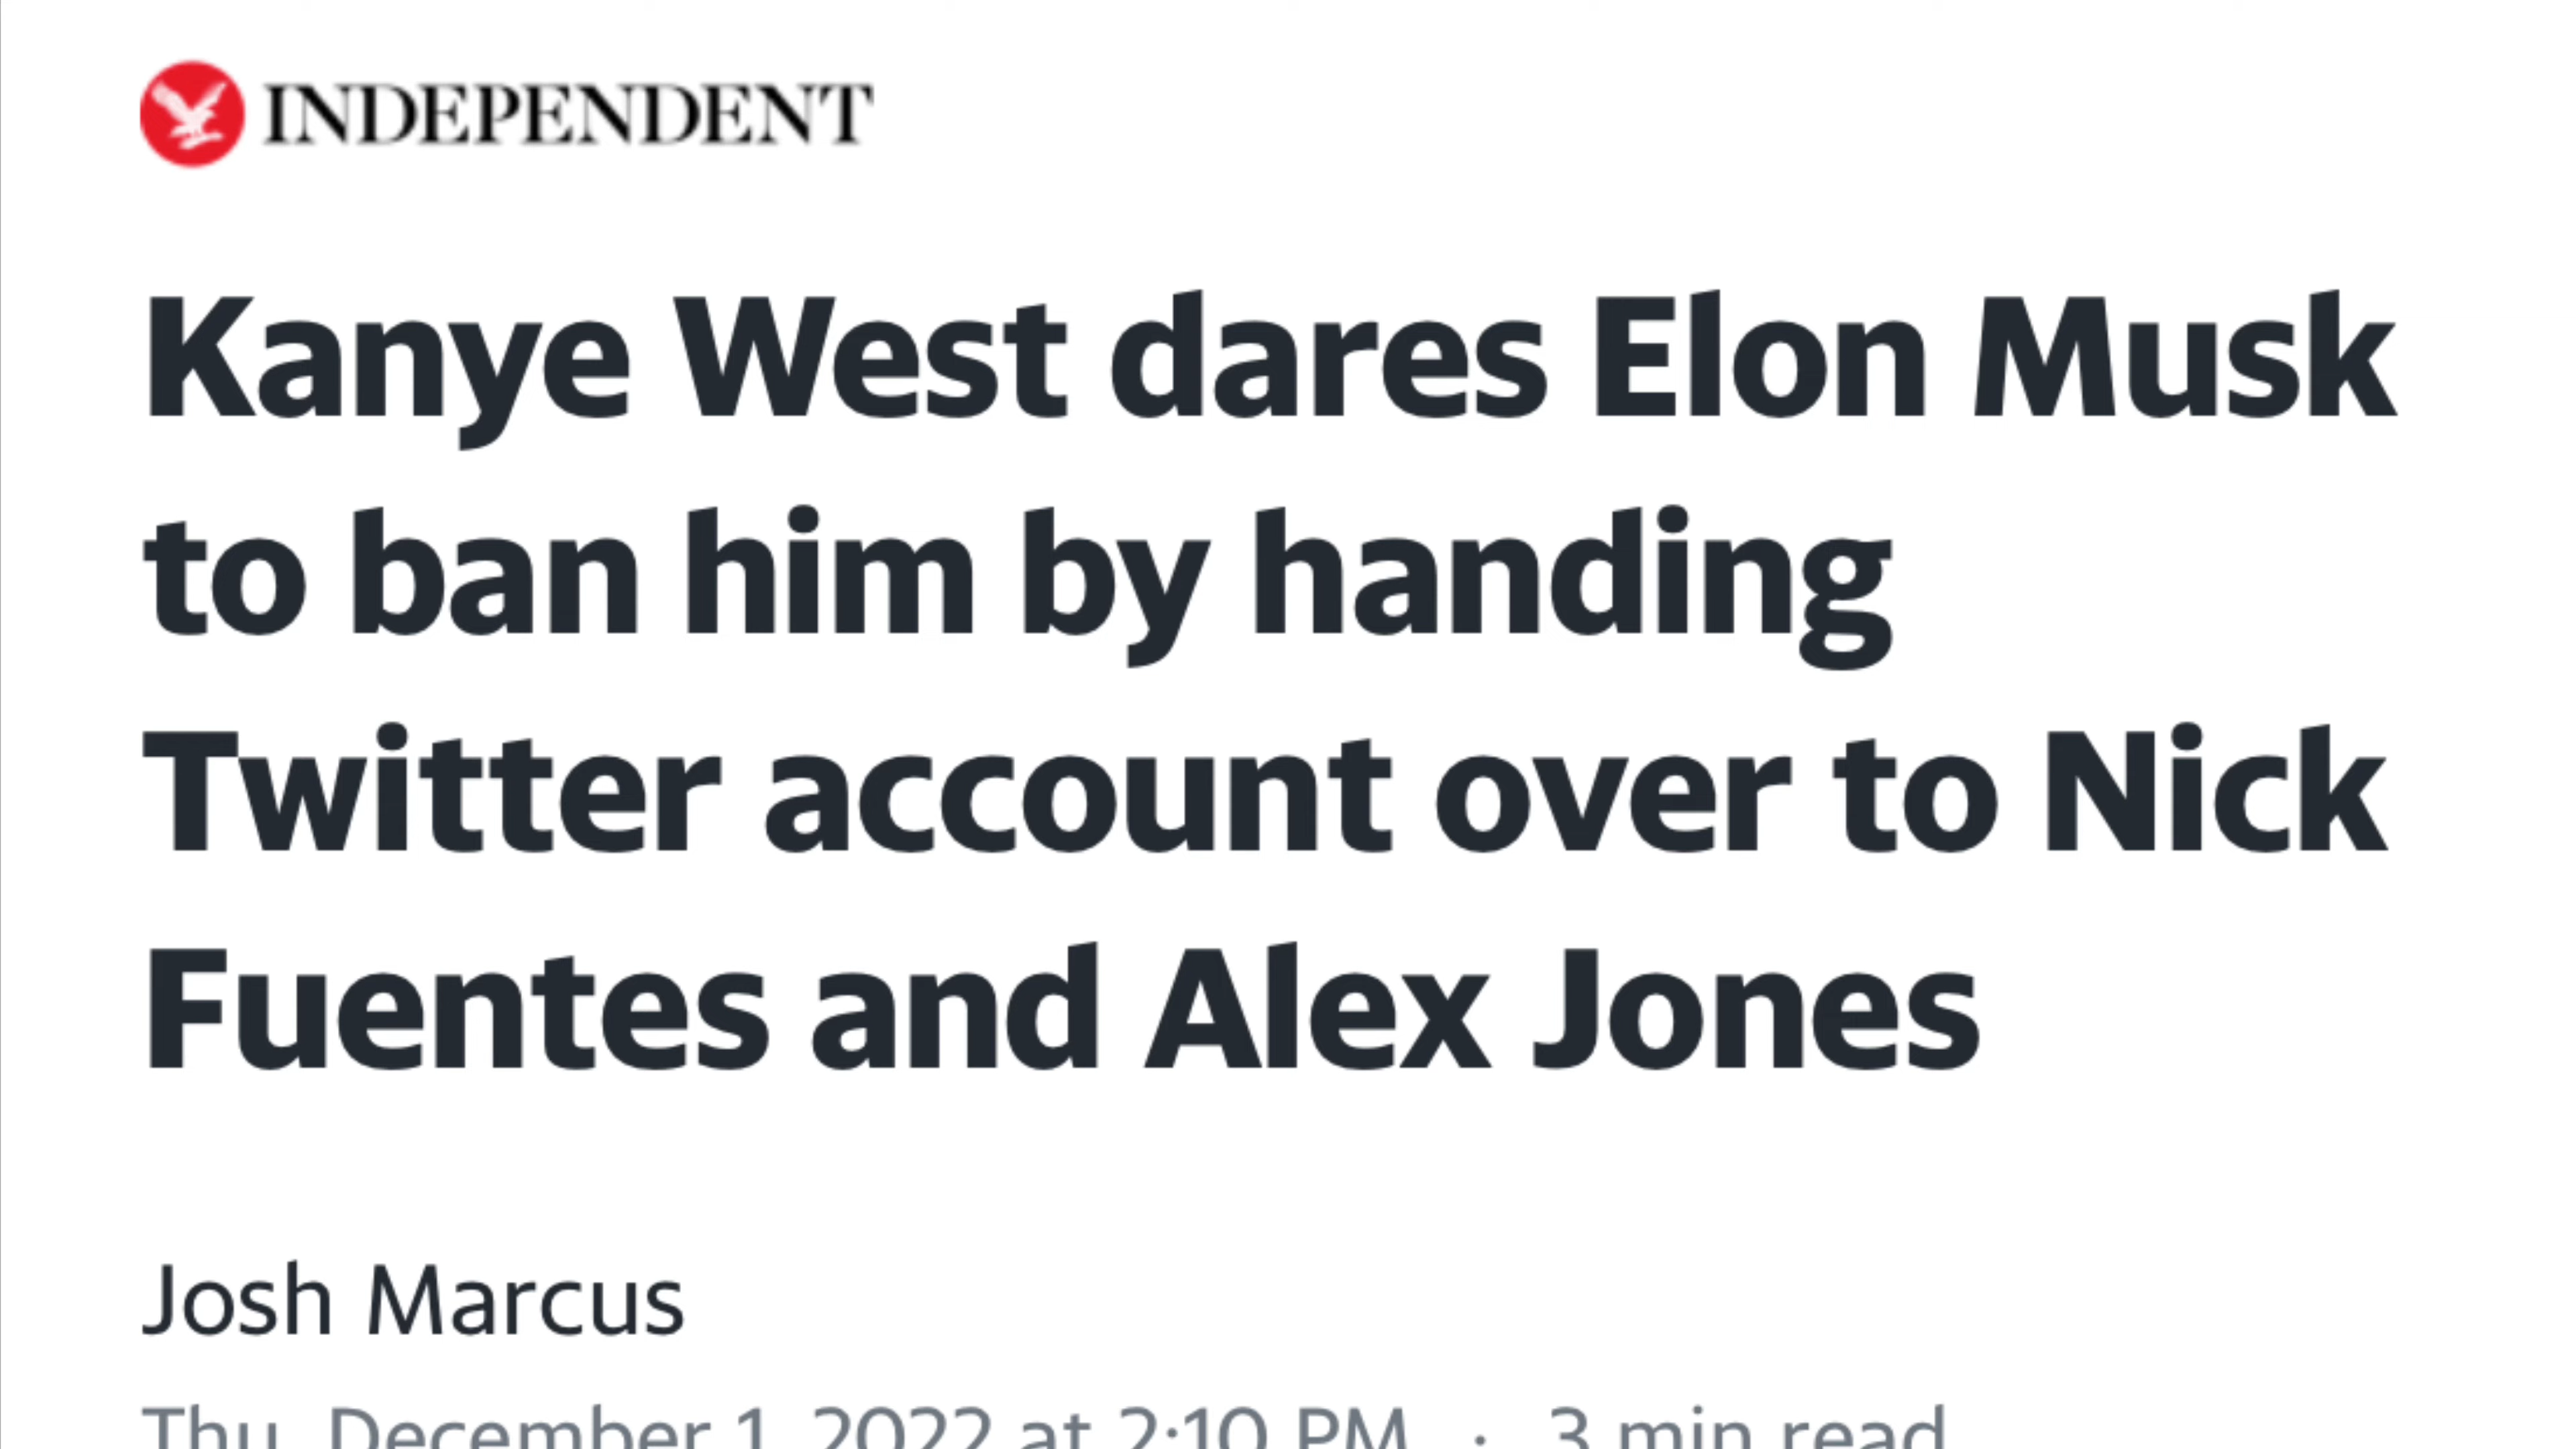 INDEPENDENT
Kanye West dares Elon Musk
to ban him by handing
Twitter account over to Nick
Fuentes and Alex Jones
Josh Marcus
Thu, December 1, 2022 at 2:10 PM · 3 min read